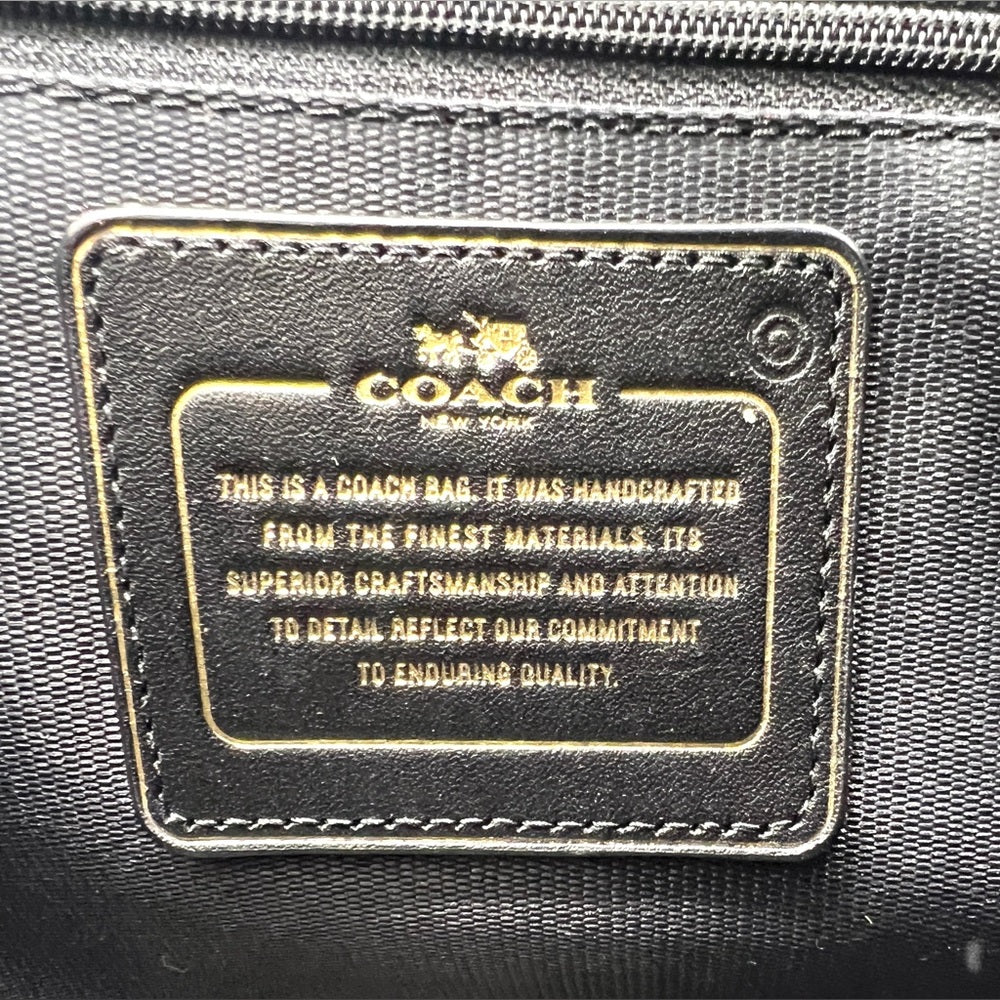 COACH
NEW YORK
THIS IS A COACH BAG. IT WAS HANDCRAFTED
FROM THE FINEST MATERIALS. ITS
SUPERIOR CRAFTSMANSHIP AND ATTENTION
TO DETAIL REFLECT OUR COMMITMENT
TO ENDURING QUALITY.